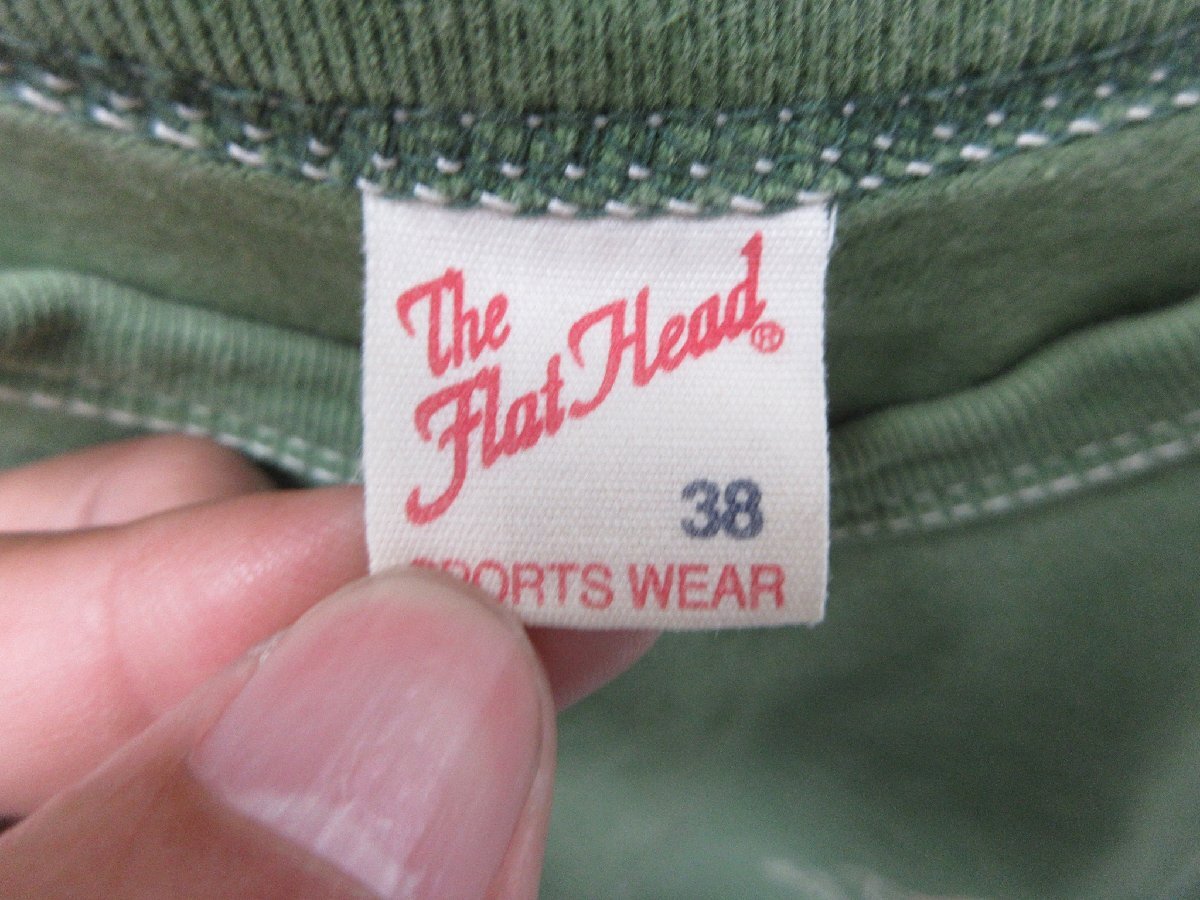 The
Flat Head®
38
SPORTS WEAR